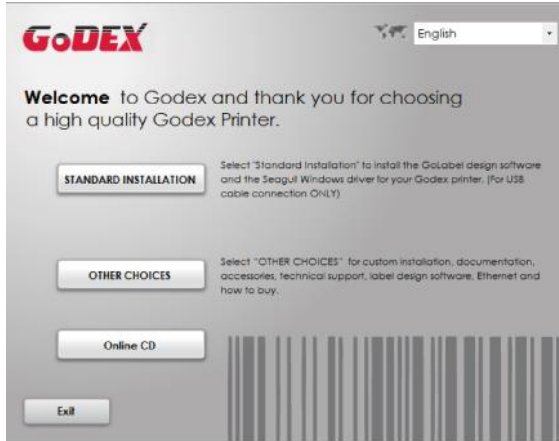 GoDEX
English
Welcome to Godex and thank you for choosing
a high quality Godex Printer.
STANDARD INSTALLATION
Select "Standard Installation" to install the GoLabel design software
and the Seagull Windows driver for your Godex printer. (For USB
cable connection ONLY)
OTHER CHOICES
Select "OTHER CHOICES" for custom installation, documentation,
accessories, technical support, label design software, Ethernet and
how to buy.
Online CD
Exit